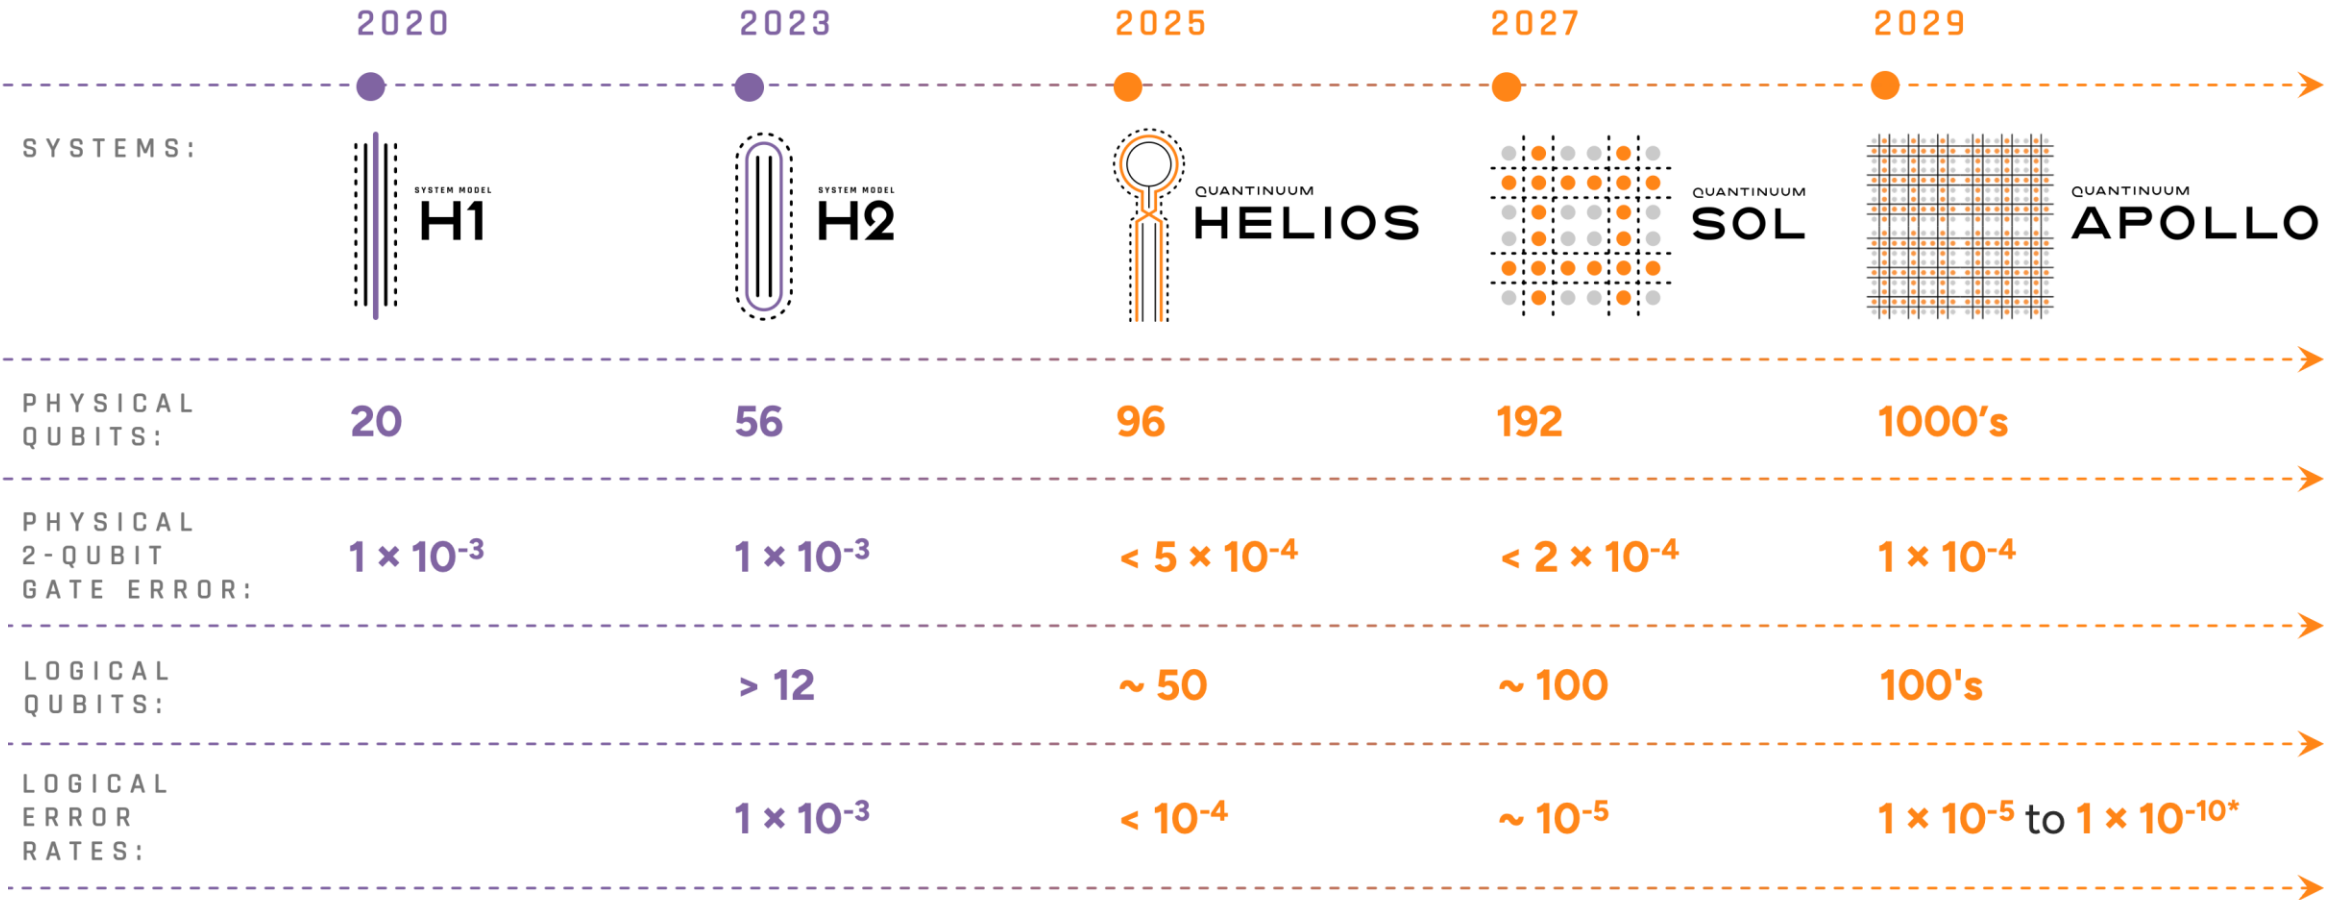 2020 2023 2025 2027 2029
SYSTEMS:
SYSTEM MODEL
H1
SYSTEM MODEL
H2
QUANTINUUM
HELIOS
QUANTINUUM
SOL
QUANTINUUM
APOLLO
PHYSICAL
QUBITS:
20 56 96 192 1000’s
PHYSICAL
2-QUBIT
GATE ERROR:
1 × 10⁻³ 1 × 10⁻³ < 5 × 10⁻⁴ < 2 × 10⁻⁴ 1 × 10⁻⁴
LOGICAL
QUBITS:
> 12 ~ 50 ~ 100 100's
LOGICAL
ERROR
RATES:
1 × 10⁻³ < 10⁻⁴ ~ 10⁻⁵ 1 × 10⁻⁵ to 1 × 10⁻¹⁰*